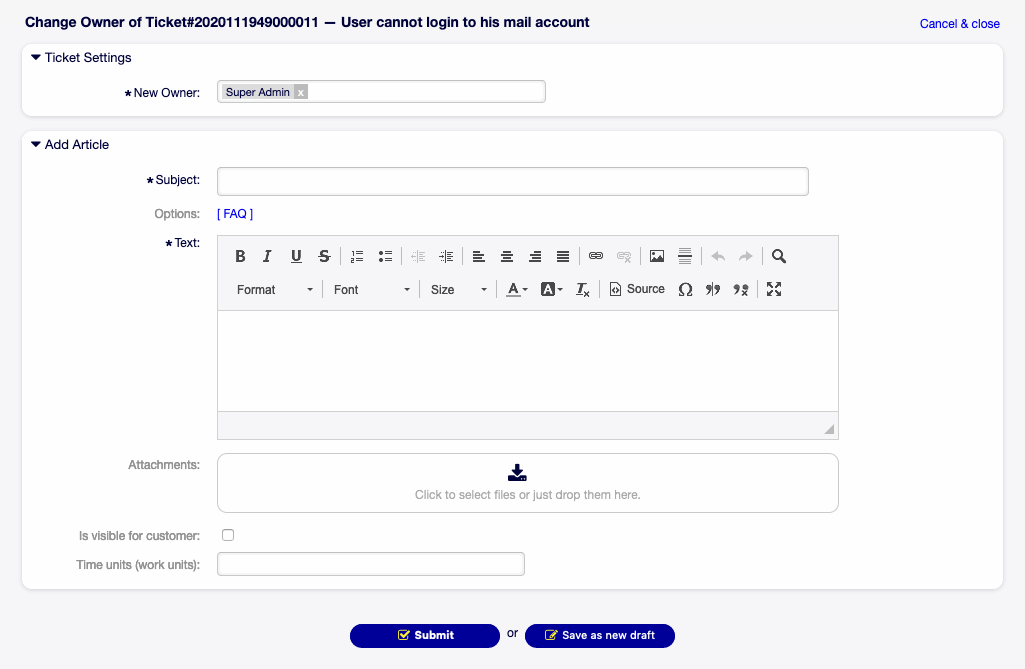 Change Owner of Ticket#2020111949000011 — User cannot login to his mail account
Cancel & close
Ticket Settings
* New Owner:
Super Admin x
Add Article
* Subject:
Options:
[ FAQ ]
* Text:
B I U S
Format Font Size A A Tx Source Ω
Attachments:
Click to select files or just drop them here.
Is visible for customer:
Time units (work units):
Submit or Save as new draft